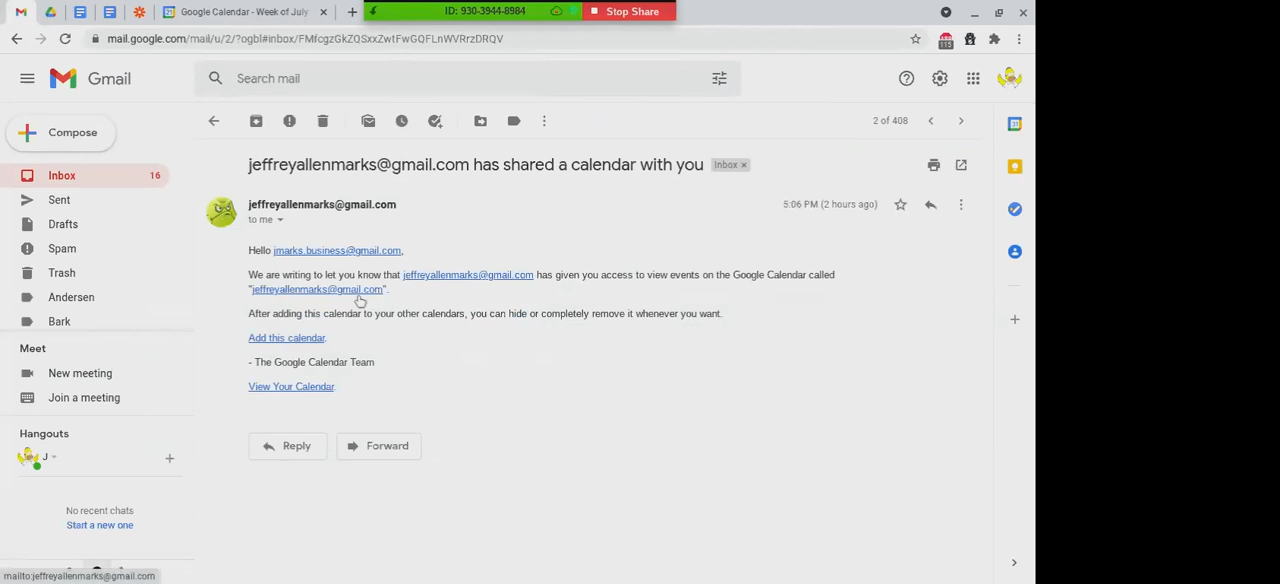 Google Calendar - Week of July
ID: 930-3944-8984
Stop Share
mail.google.com/mail/u/2/?ogbl#inbox/FMfcgzGkZQSxxZwtFwGQFLnWVRrzDRQV
115
Gmail
Search mail
Compose
2 of 408
Inbox 16
Sent
Drafts
Spam
Trash
Andersen
Bark
Meet
New meeting
Join a meeting
Hangouts
J
No recent chats
Start a new one
jeffreyallenmarks@gmail.com has shared a calendar with you Inbox ×
jeffreyallenmarks@gmail.com
5:06 PM (2 hours ago)
to me
Hello jmarks.business@gmail.com,
We are writing to let you know that jeffreyallenmarks@gmail.com has given you access to view events on the Google Calendar called
"jeffreyallenmarks@gmail.com".
After adding this calendar to your other calendars, you can hide or completely remove it whenever you want.
Add this calendar.
- The Google Calendar Team
View Your Calendar.
Reply
Forward
31
mailto:jeffreyallenmarks@gmail.com